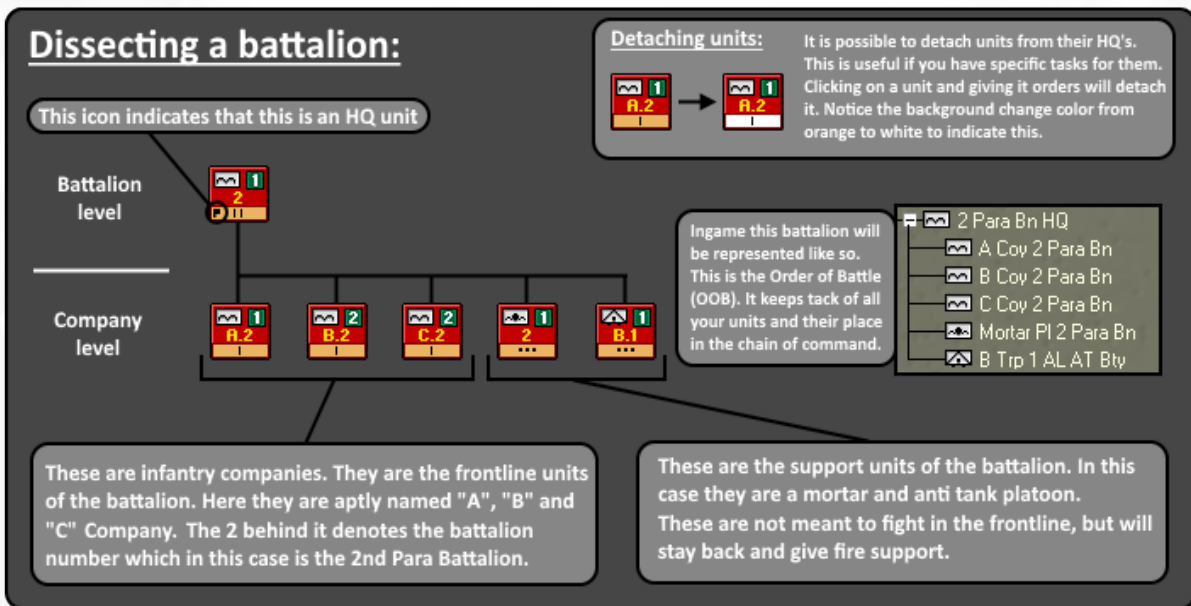 Dissecting a battalion:
Detaching units:
It is possible to detach units from their HQ's.
This is useful if you have specific tasks for them.
Clicking on a unit and giving it orders will detach
it. Notice the background change color from
orange to white to indicate this.
1
A.2
I
1
A.2
I
This icon indicates that this is an HQ unit
Battalion
level
1
2
II
Company
level
1
A.2
I
2
B.2
I
2
C.2
I
1
2
1
B.1
Ingame this battalion will
be represented like so.
This is the Order of Battle
(OOB). It keeps tack of all
your units and their place
in the chain of command.
2 Para Bn HQ
A Coy 2 Para Bn
B Coy 2 Para Bn
C Coy 2 Para Bn
Mortar Pl 2 Para Bn
B Trp 1 AL AT Bty
These are infantry companies. They are the frontline units
of the battalion. Here they are aptly named "A", "B" and
"C" Company. The 2 behind it denotes the battalion
number which in this case is the 2nd Para Battalion.
These are the support units of the battalion. In this
case they are a mortar and anti tank platoon.
These are not meant to fight in the frontline, but will
stay back and give fire support.